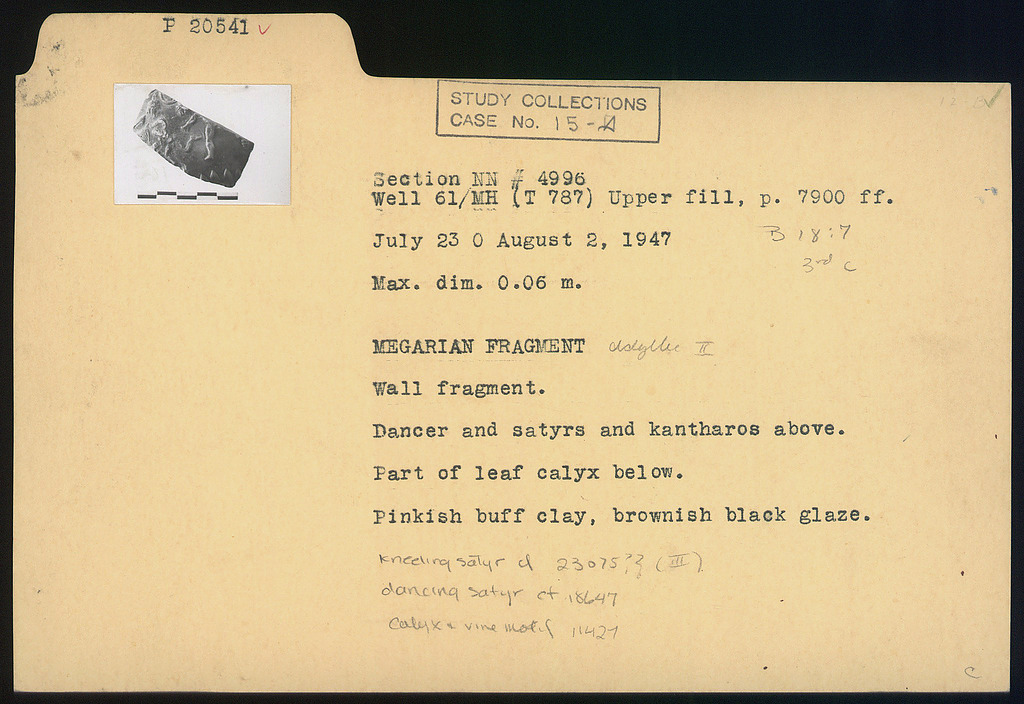 P 20541 ✓
STUDY COLLECTIONS
CASE No. 15-A
Section NN # 4996
Well 61/MH (T 787) Upper fill, p. 7900 ff.
July 23 0 August 2, 1947
B 18:7
3rd C
Max. dim. 0.06 m.
MEGARIAN FRAGMENT II
Wall fragment.
Dancer and satyrs and kantharos above.
Part of leaf calyx below.
Pinkish buff clay, brownish black glaze.
kneeling satyr cf 23075?? (III)
dancing satyr cf 18647
calyx + vine motif 11427
C